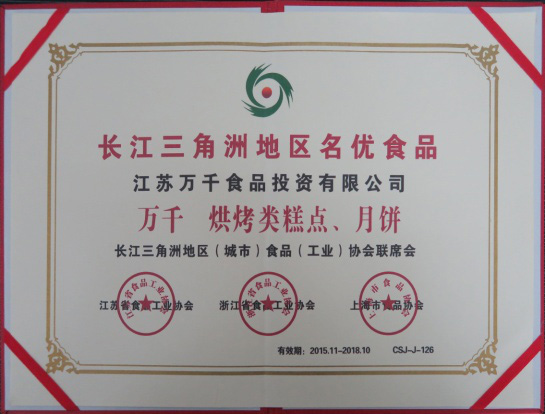 长江三角洲地区名优食品
江苏万千食品投资有限公司
万千 烘烤类糕点、月饼
长江三角洲地区(城市)食品(工业)协会联席会
江苏省食品工业协会 浙江省食品工业协会 上海市食品协会
有效期: 2015.11-2018.10 CSJ-J-126